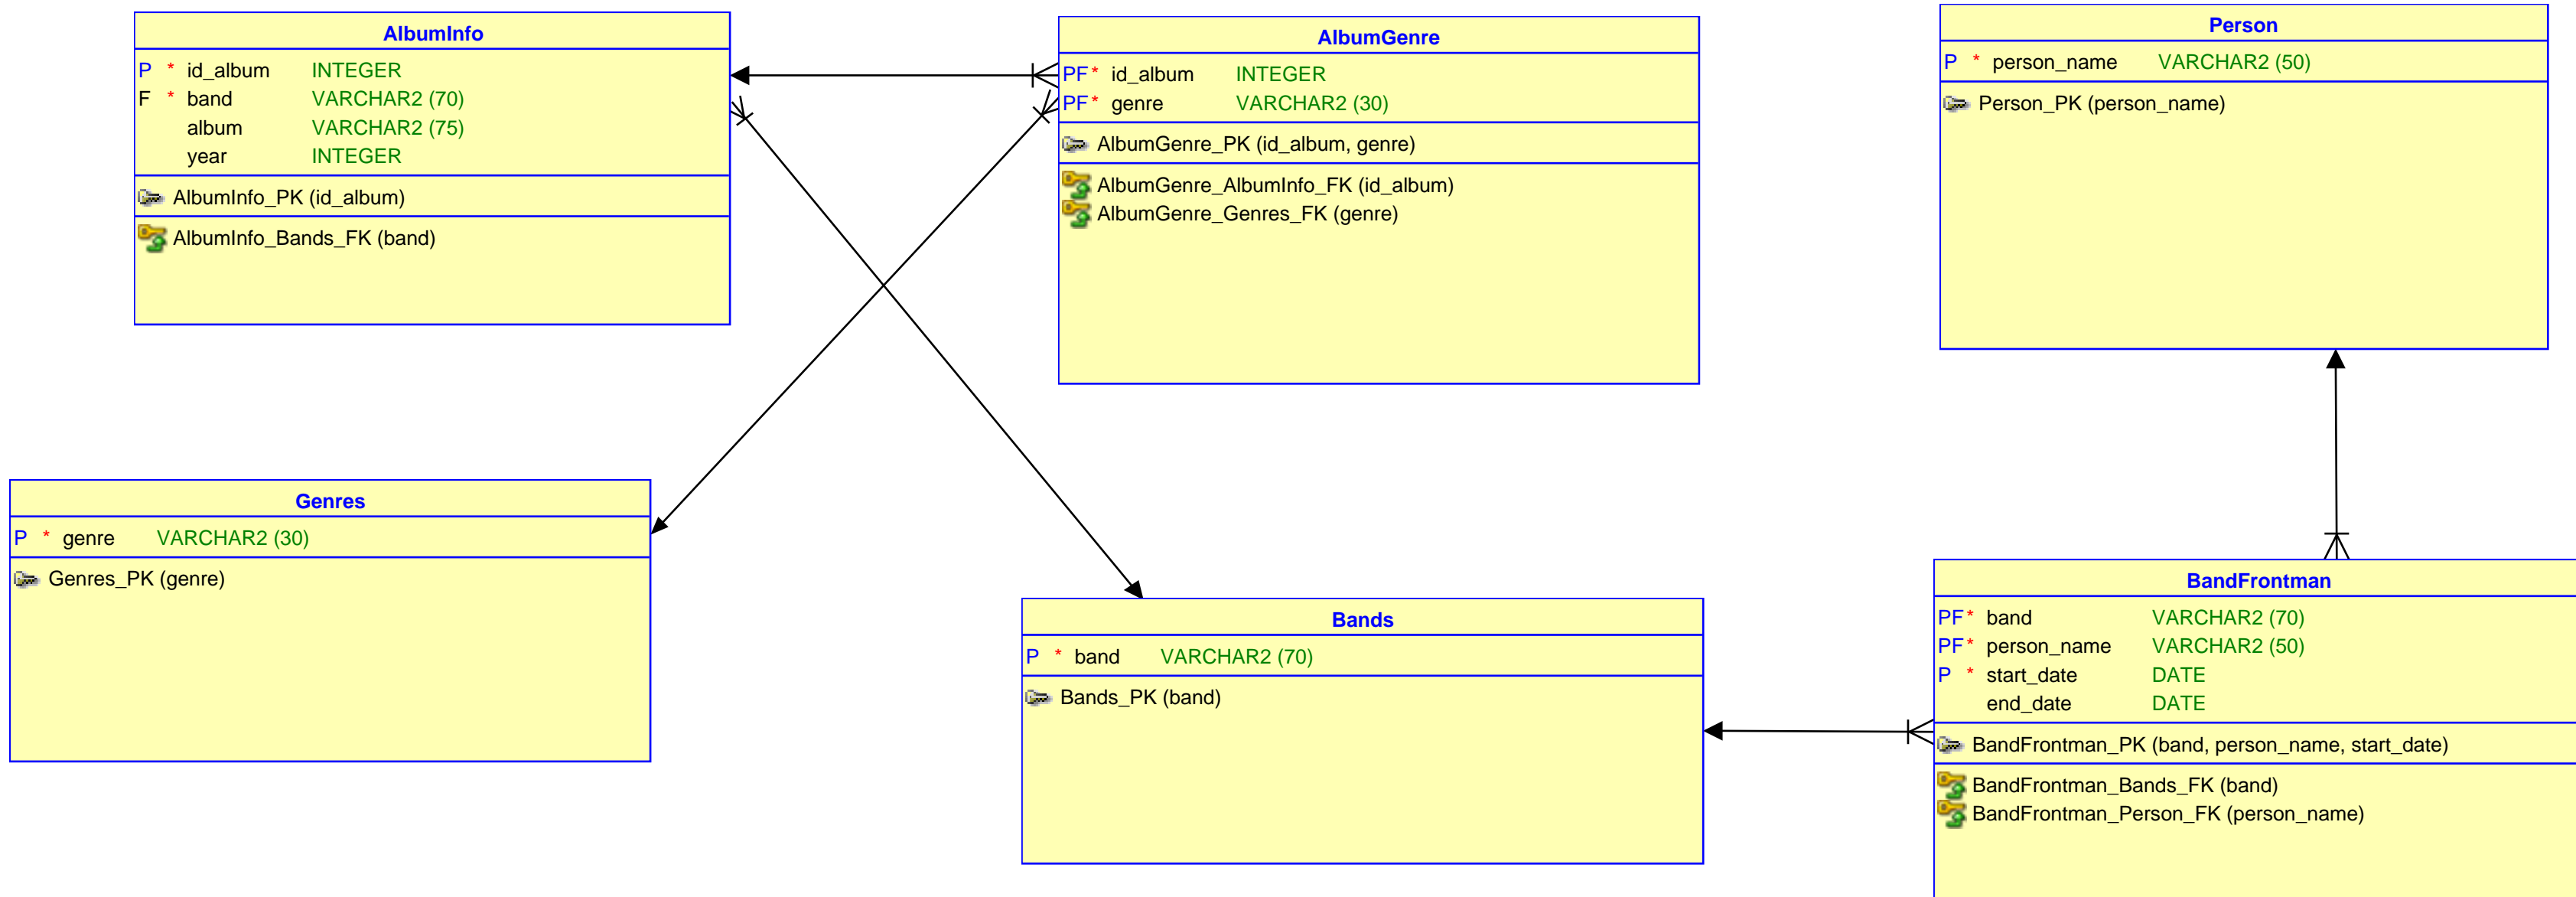 AlbumInfo
P * id_album INTEGER
F * band VARCHAR2 (70)
album VARCHAR2 (75)
year INTEGER
AlbumInfo_PK (id_album)
AlbumInfo_Bands_FK (band)
AlbumGenre
PF* id_album INTEGER
PF* genre VARCHAR2 (30)
AlbumGenre_PK (id_album, genre)
AlbumGenre_AlbumInfo_FK (id_album)
AlbumGenre_Genres_FK (genre)
Person
P * person_name VARCHAR2 (50)
Person_PK (person_name)
Genres
P * genre VARCHAR2 (30)
Genres_PK (genre)
Bands
P * band VARCHAR2 (70)
Bands_PK (band)
BandFrontman
PF* band VARCHAR2 (70)
PF* person_name VARCHAR2 (50)
P * start_date DATE
end_date DATE
BandFrontman_PK (band, person_name, start_date)
BandFrontman_Bands_FK (band)
BandFrontman_Person_FK (person_name)